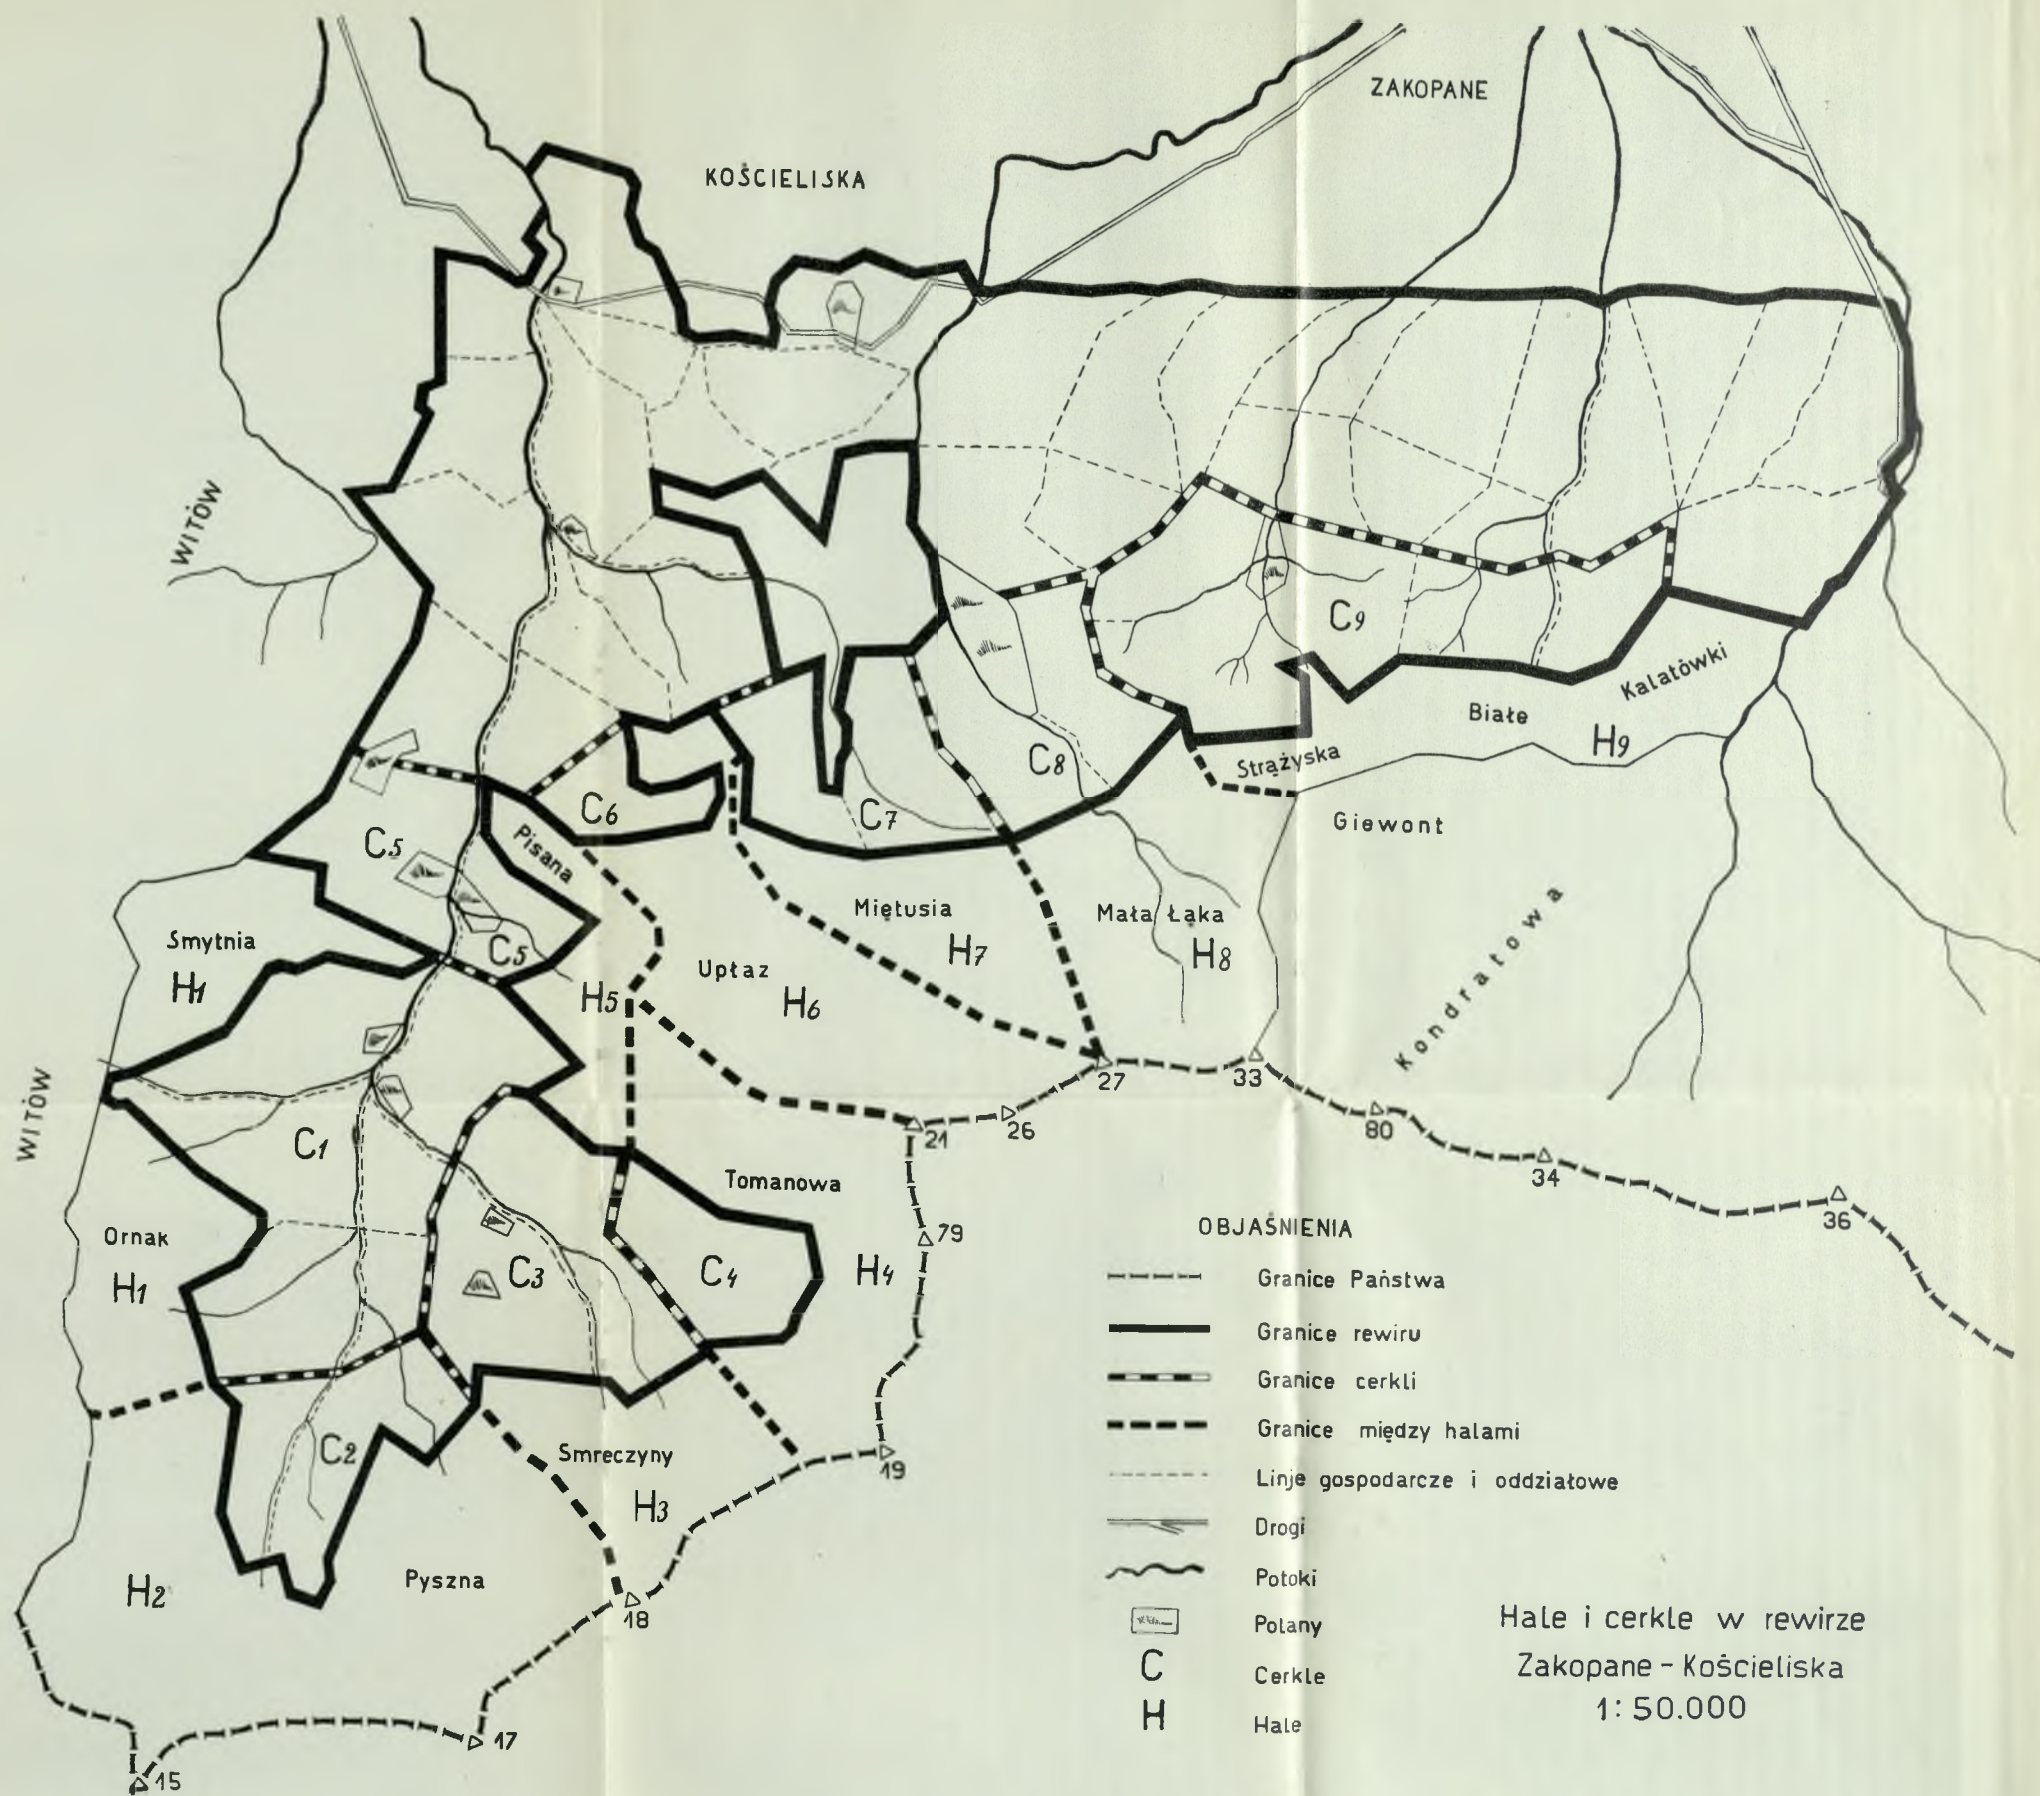 ZAKOPANE
KOŚCIELISKA
WITÓW
C9
Kalatówki
Białe
H9
Strążyska
C8
Giewont
C6
C7
C5
Pisana
Miętusia
H7
Mała Łąka
H8
Kondratowa
Smytnia
H1
C5
H5
Upłaz
H6
WITÓW
27
33
21
26
80
34
36
C1
Tomanowa
79
Ornak
H1
C3
C4
H4
C2
Smreczyny
H3
19
H2
Pyszna
18
17
15
OBJAŚNIENIA
Granice Państwa
Granice rewiru
Granice cerkli
Granice między halami
Linje gospodarcze i oddziałowe
Drogi
Potoki
Polany
C Cerkle
H Hale
Hale i cerkle w rewirze
Zakopane - Kościeliska
1:50.000